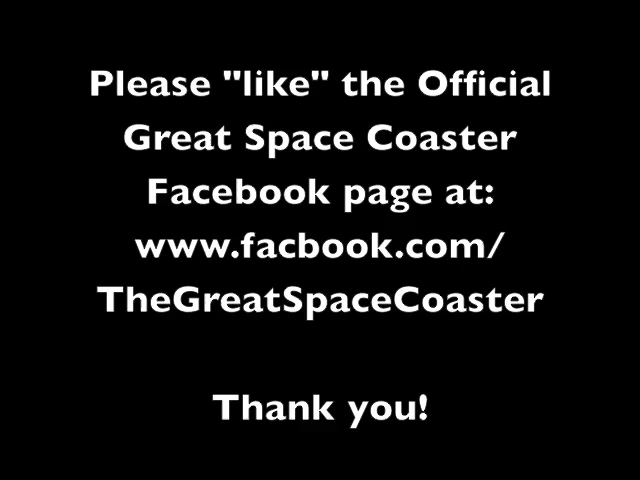 Please "like" the Official
Great Space Coaster
Facebook page at:
www.facbook.com/
TheGreatSpaceCoaster
Thank you!